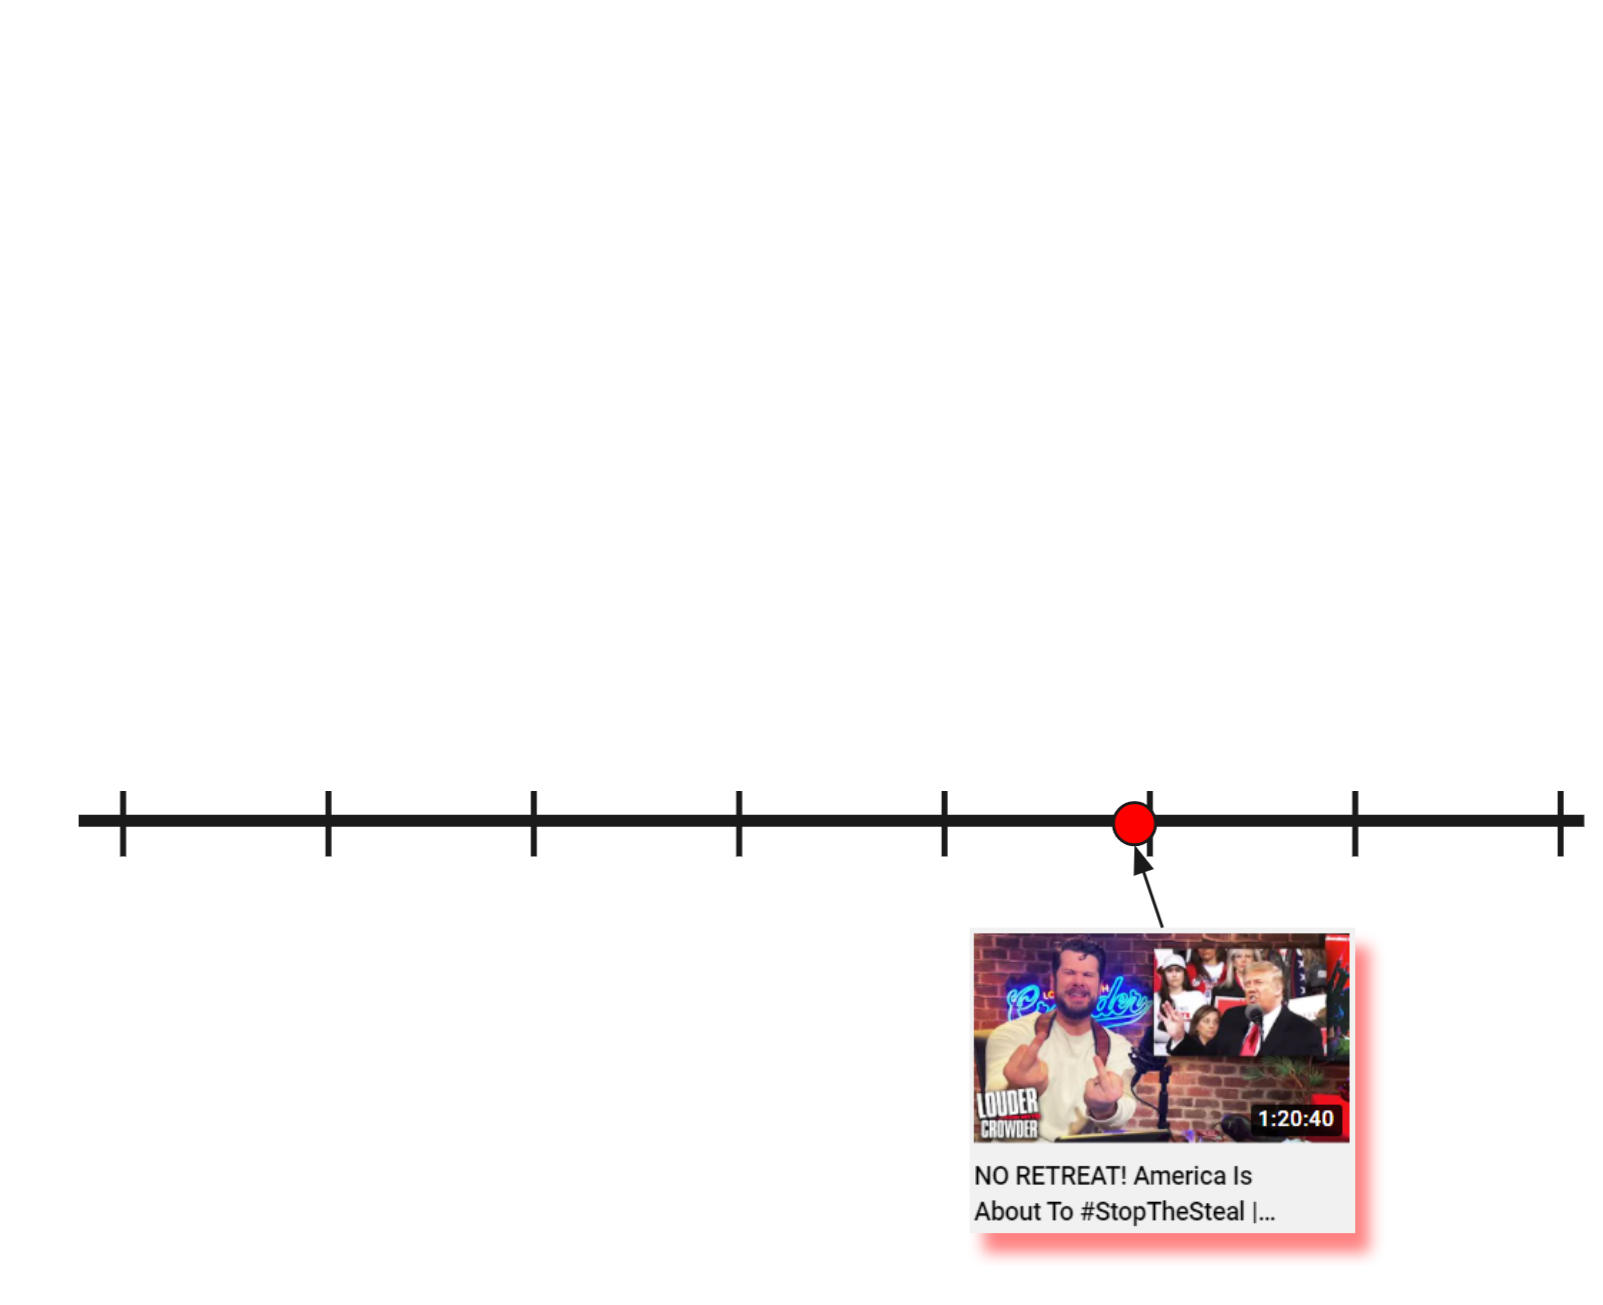 LOUDER
CROWDER
1:20:40
NO RETREAT! America Is
About To #StopTheSteal |...